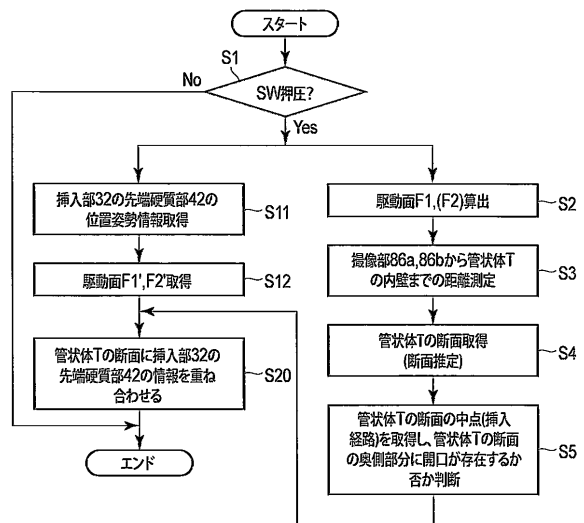 スタート
S1
No
SW押圧?
Yes
挿入部32の先端硬質部42の
位置姿勢情報取得
S11
駆動面F1',F2'取得
S12
管状体Tの断面に挿入部32の
先端硬質部42の情報を重ね
合わせる
S20
エンド
駆動面F1,(F2)算出
S2
撮像部86a,86bから管状体T
の内壁までの距離測定
S3
管状体Tの断面取得
(断面推定)
S4
管状体Tの断面の中点(挿入
経路)を取得し、管状体Tの断面
の奥側部分に開口が存在するか
否か判断
S5